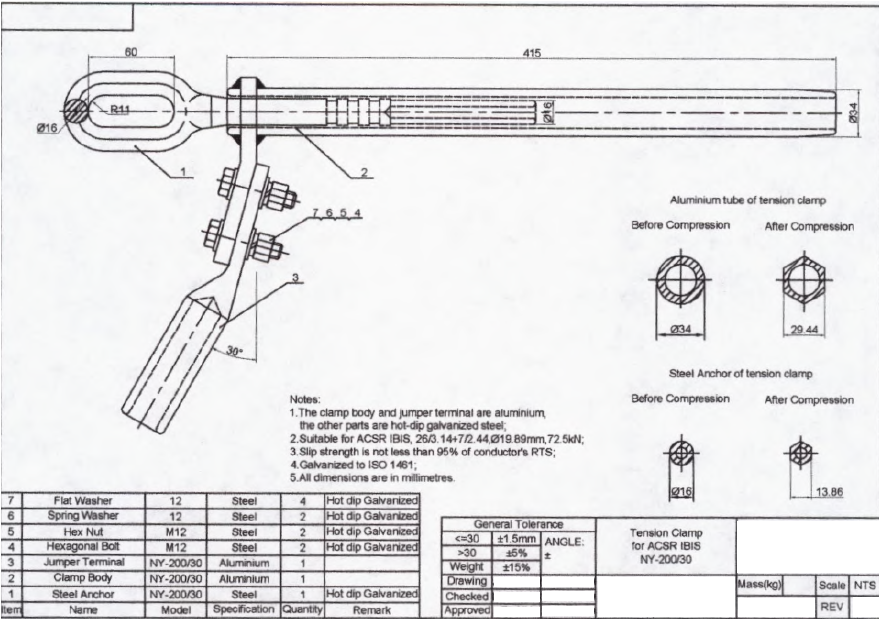 60
415
R11
Ø16
Ø16
Ø34
1
2
7, 6, 5, 4
3
30°
Aluminium tube of tension clamp
Before Compression After Compression
Ø34 29.44
Steel Anchor of tension clamp
Before Compression After Compression
Ø16 13.86
Notes:
1.The clamp body and jumper terminal are aluminium,
the other parts are hot-dip galvanized steel;
2.Suitable for ACSR IBIS, 26/3.14+7/2.44,Ø19.89mm,72.5kN;
3.Slip strength is not less than 95% of conductor's RTS;
4.Galvanized to ISO 1461;
5.All dimensions are in millimetres.
7 Flat Washer 12 Steel 4 Hot dip Galvanized
6 Spring Washer 12 Steel 2 Hot dip Galvanized
5 Hex Nut M12 Steel 2 Hot dip Galvanized
4 Hexagonal Bolt M12 Steel 2 Hot dip Galvanized
3 Jumper Terminal NY-200/30 Aluminium 1
2 Clamp Body NY-200/30 Aluminium 1
1 Steel Anchor NY-200/30 Steel 1 Hot dip Galvanized
Item Name Model Specification Quantity Remark
General Tolerance
<=30 ±1.5mm ANGLE:
>30 ±5% ±
Weight ±15%
Drawing
Checked
Approved
Tension Clamp
for ACSR IBIS
NY-200/30
Mass(kg) Scale NTS
REV